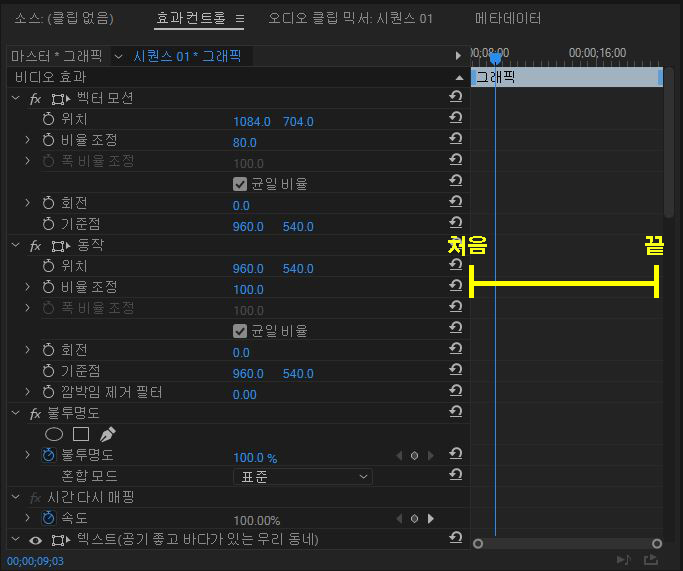 소스: (클립 없음) 효과 컨트롤 오디오 클립 믹서: 시퀀스 01 메타데이터
마스터 * 그래픽 시퀀스 01 * 그래픽 00;08;00 00;00;16;00
비디오 효과 그래픽
fx 벡터 모션
위치 1084.0 704.0
비율 조정 80.0
폭 비율 조정 100.0
균일 비율
회전 0.0
기준점 960.0 540.0
fx 동작 처음 끝
위치 960.0 540.0
비율 조정 100.0
폭 비율 조정 100.0
균일 비율
회전 0.0
기준점 960.0 540.0
깜박임 제거 필터 0.00
fx 불투명도
불투명도 100.0 %
혼합 모드 표준
fx 시간 다시 매핑
속도 100.00%
텍스트(공기 좋고 바다가 있는 우리 동네)
00;00;09;03